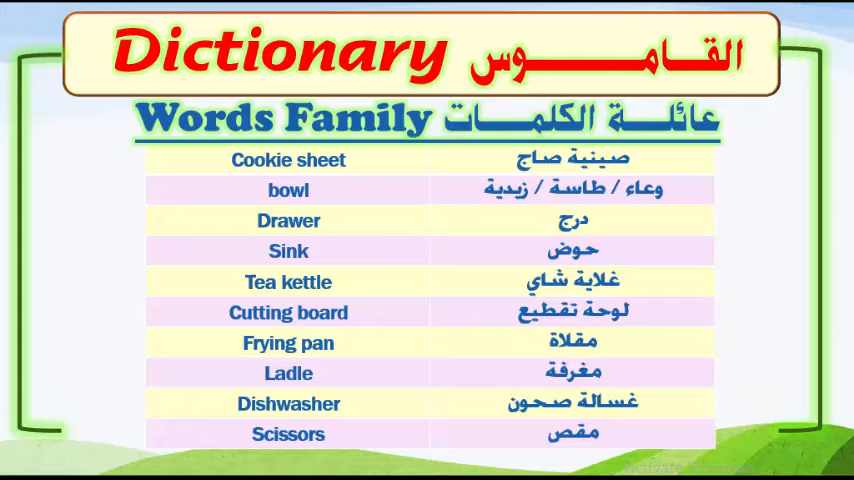 Dictionary القاموس
Words Family عائلة الكلمات
Cookie sheet صينية صاج
bowl وعاء / طاسة / زبدية
Drawer درج
Sink حوض
Tea kettle غلاية شاي
Cutting board لوحة تقطيع
Frying pan مقلاة
Ladle مغرفة
Dishwasher غسالة صحون
Scissors مقص